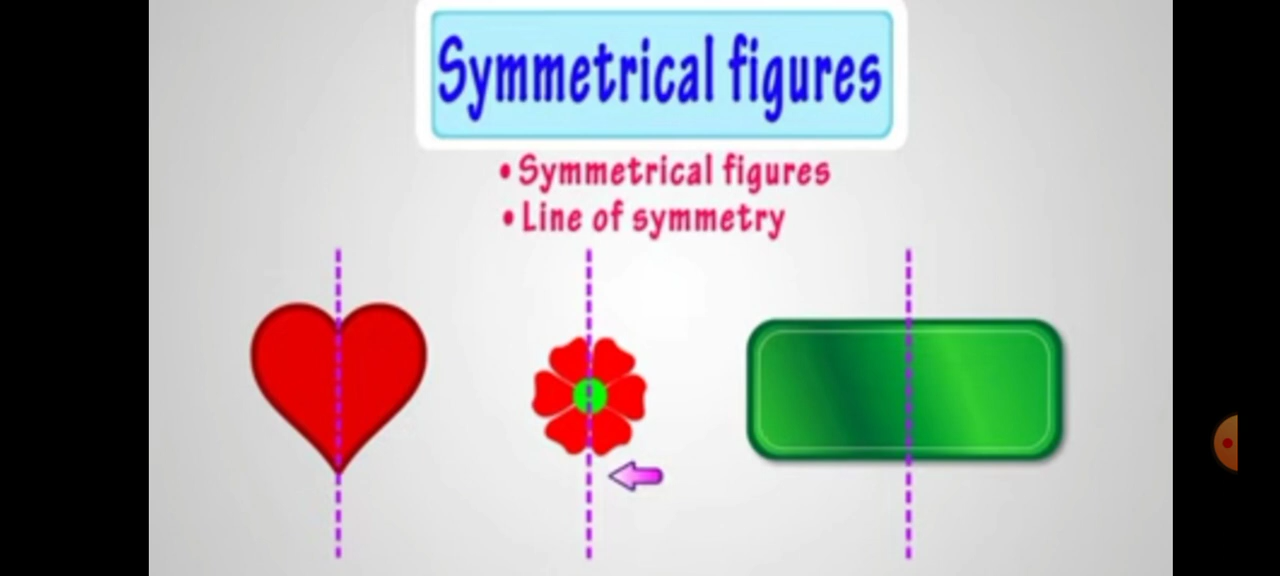 Symmetrical figures
• Symmetrical figures
• Line of symmetry